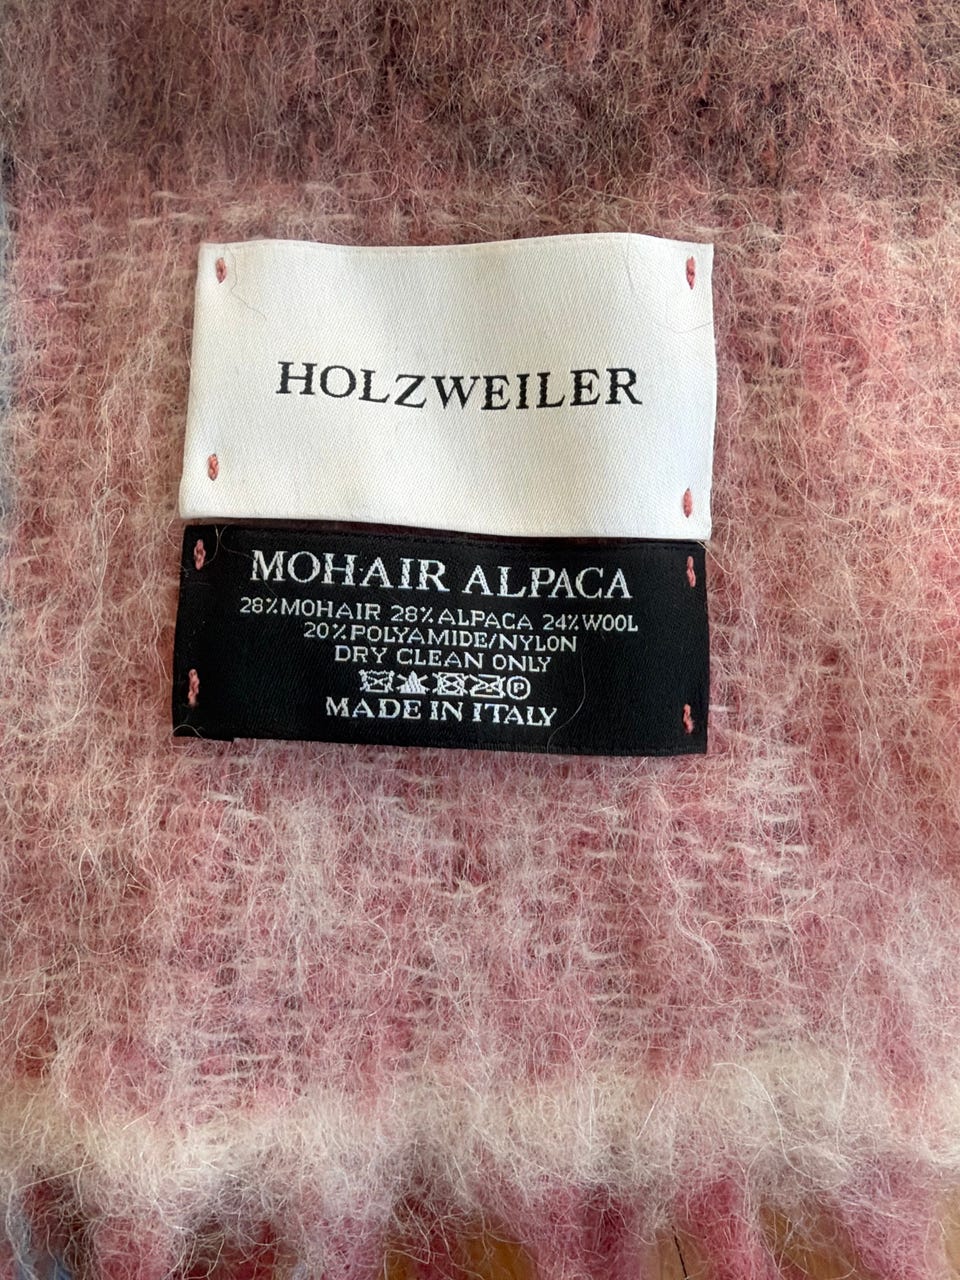 HOLZWEILER
MOHAIR ALPACA
28%MOHAIR 28%ALPACA 24%WOOL
20%POLYAMIDE/NYLON
DRY CLEAN ONLY
Ⓟ
MADE IN ITALY